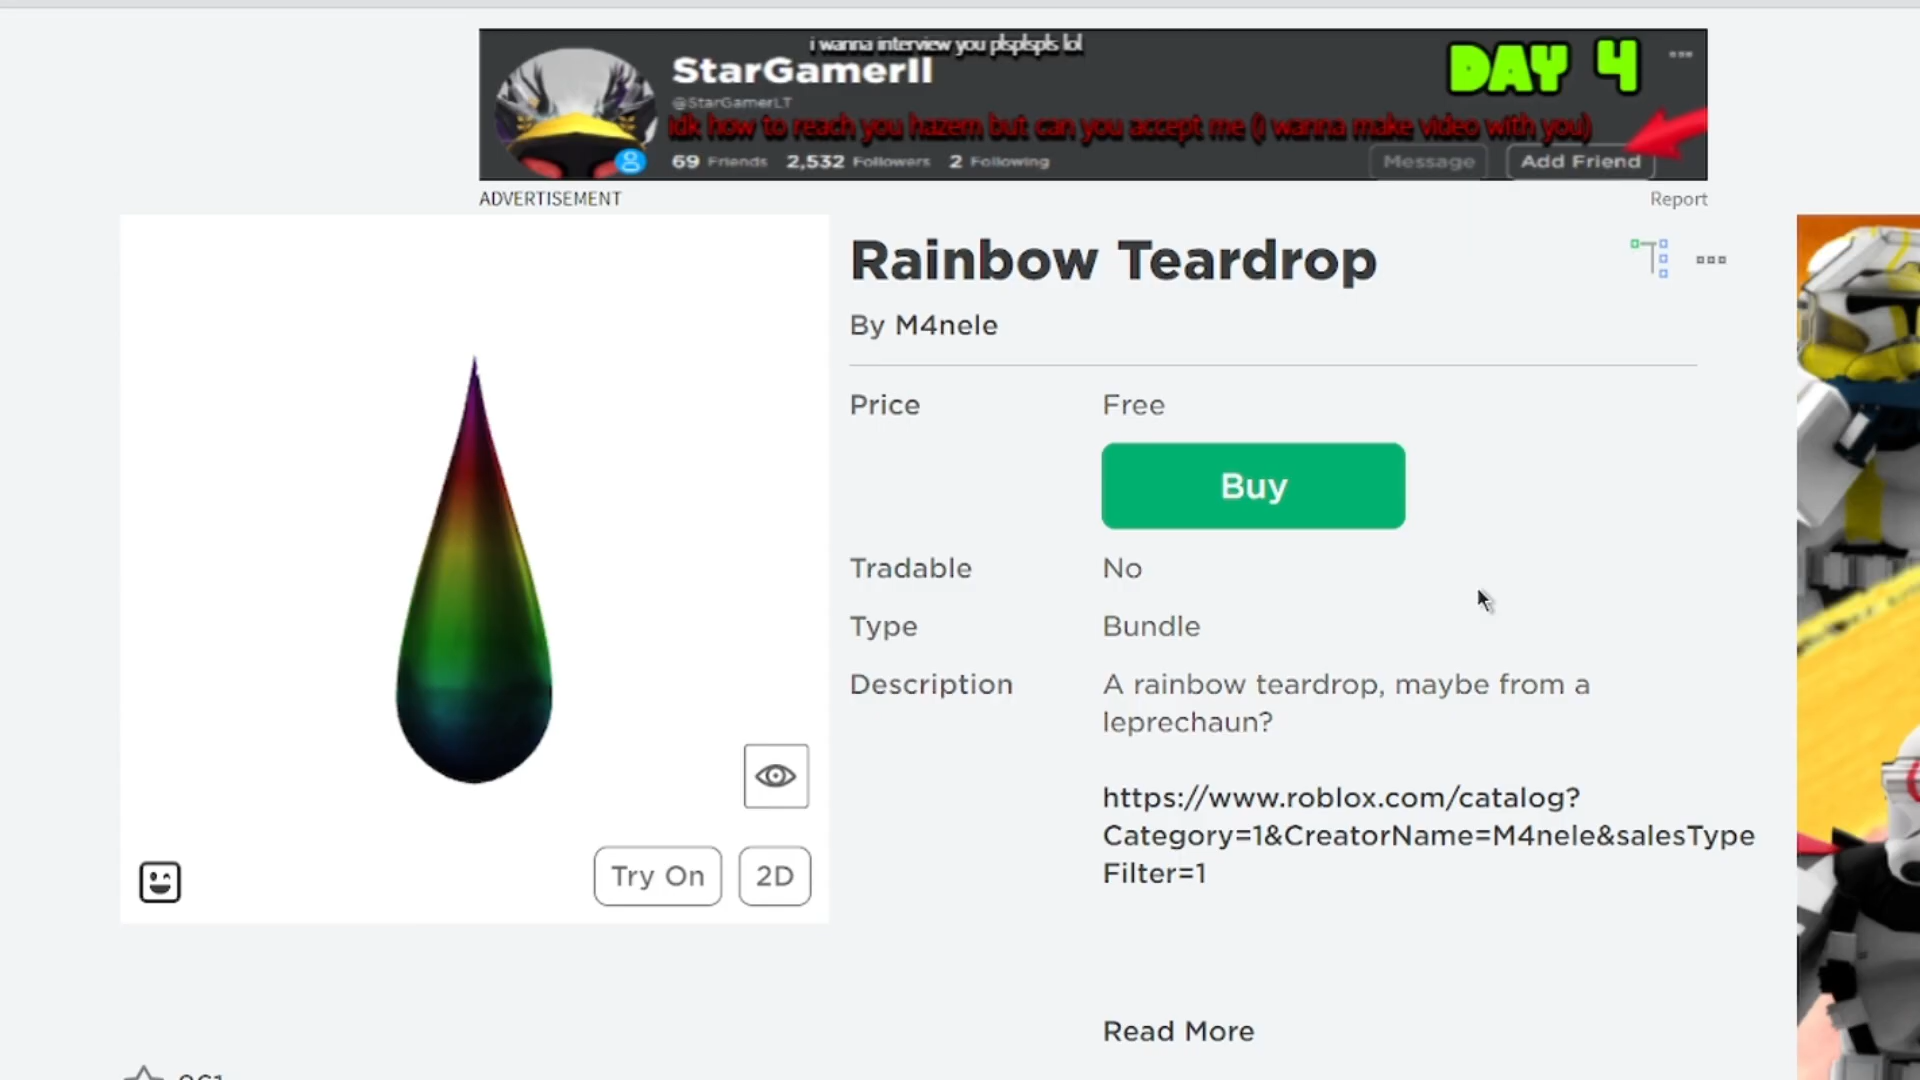 i wanna interview you plsplspls lol
StarGamerII
DAY 4
@StarGamerLT
Idk how to reach you hazem but can you accept me (i wanna make video with you)
69 Friends 2,532 Followers 2 Following
Message
Add Friend
ADVERTISEMENT
Report
Rainbow Teardrop
By M4nele
Price Free
Buy
Tradable No
Type Bundle
Description A rainbow teardrop, maybe from a
leprechaun?
https://www.roblox.com/catalog?
Category=1&CreatorName=M4nele&salesType
Filter=1
Try On
2D
Read More